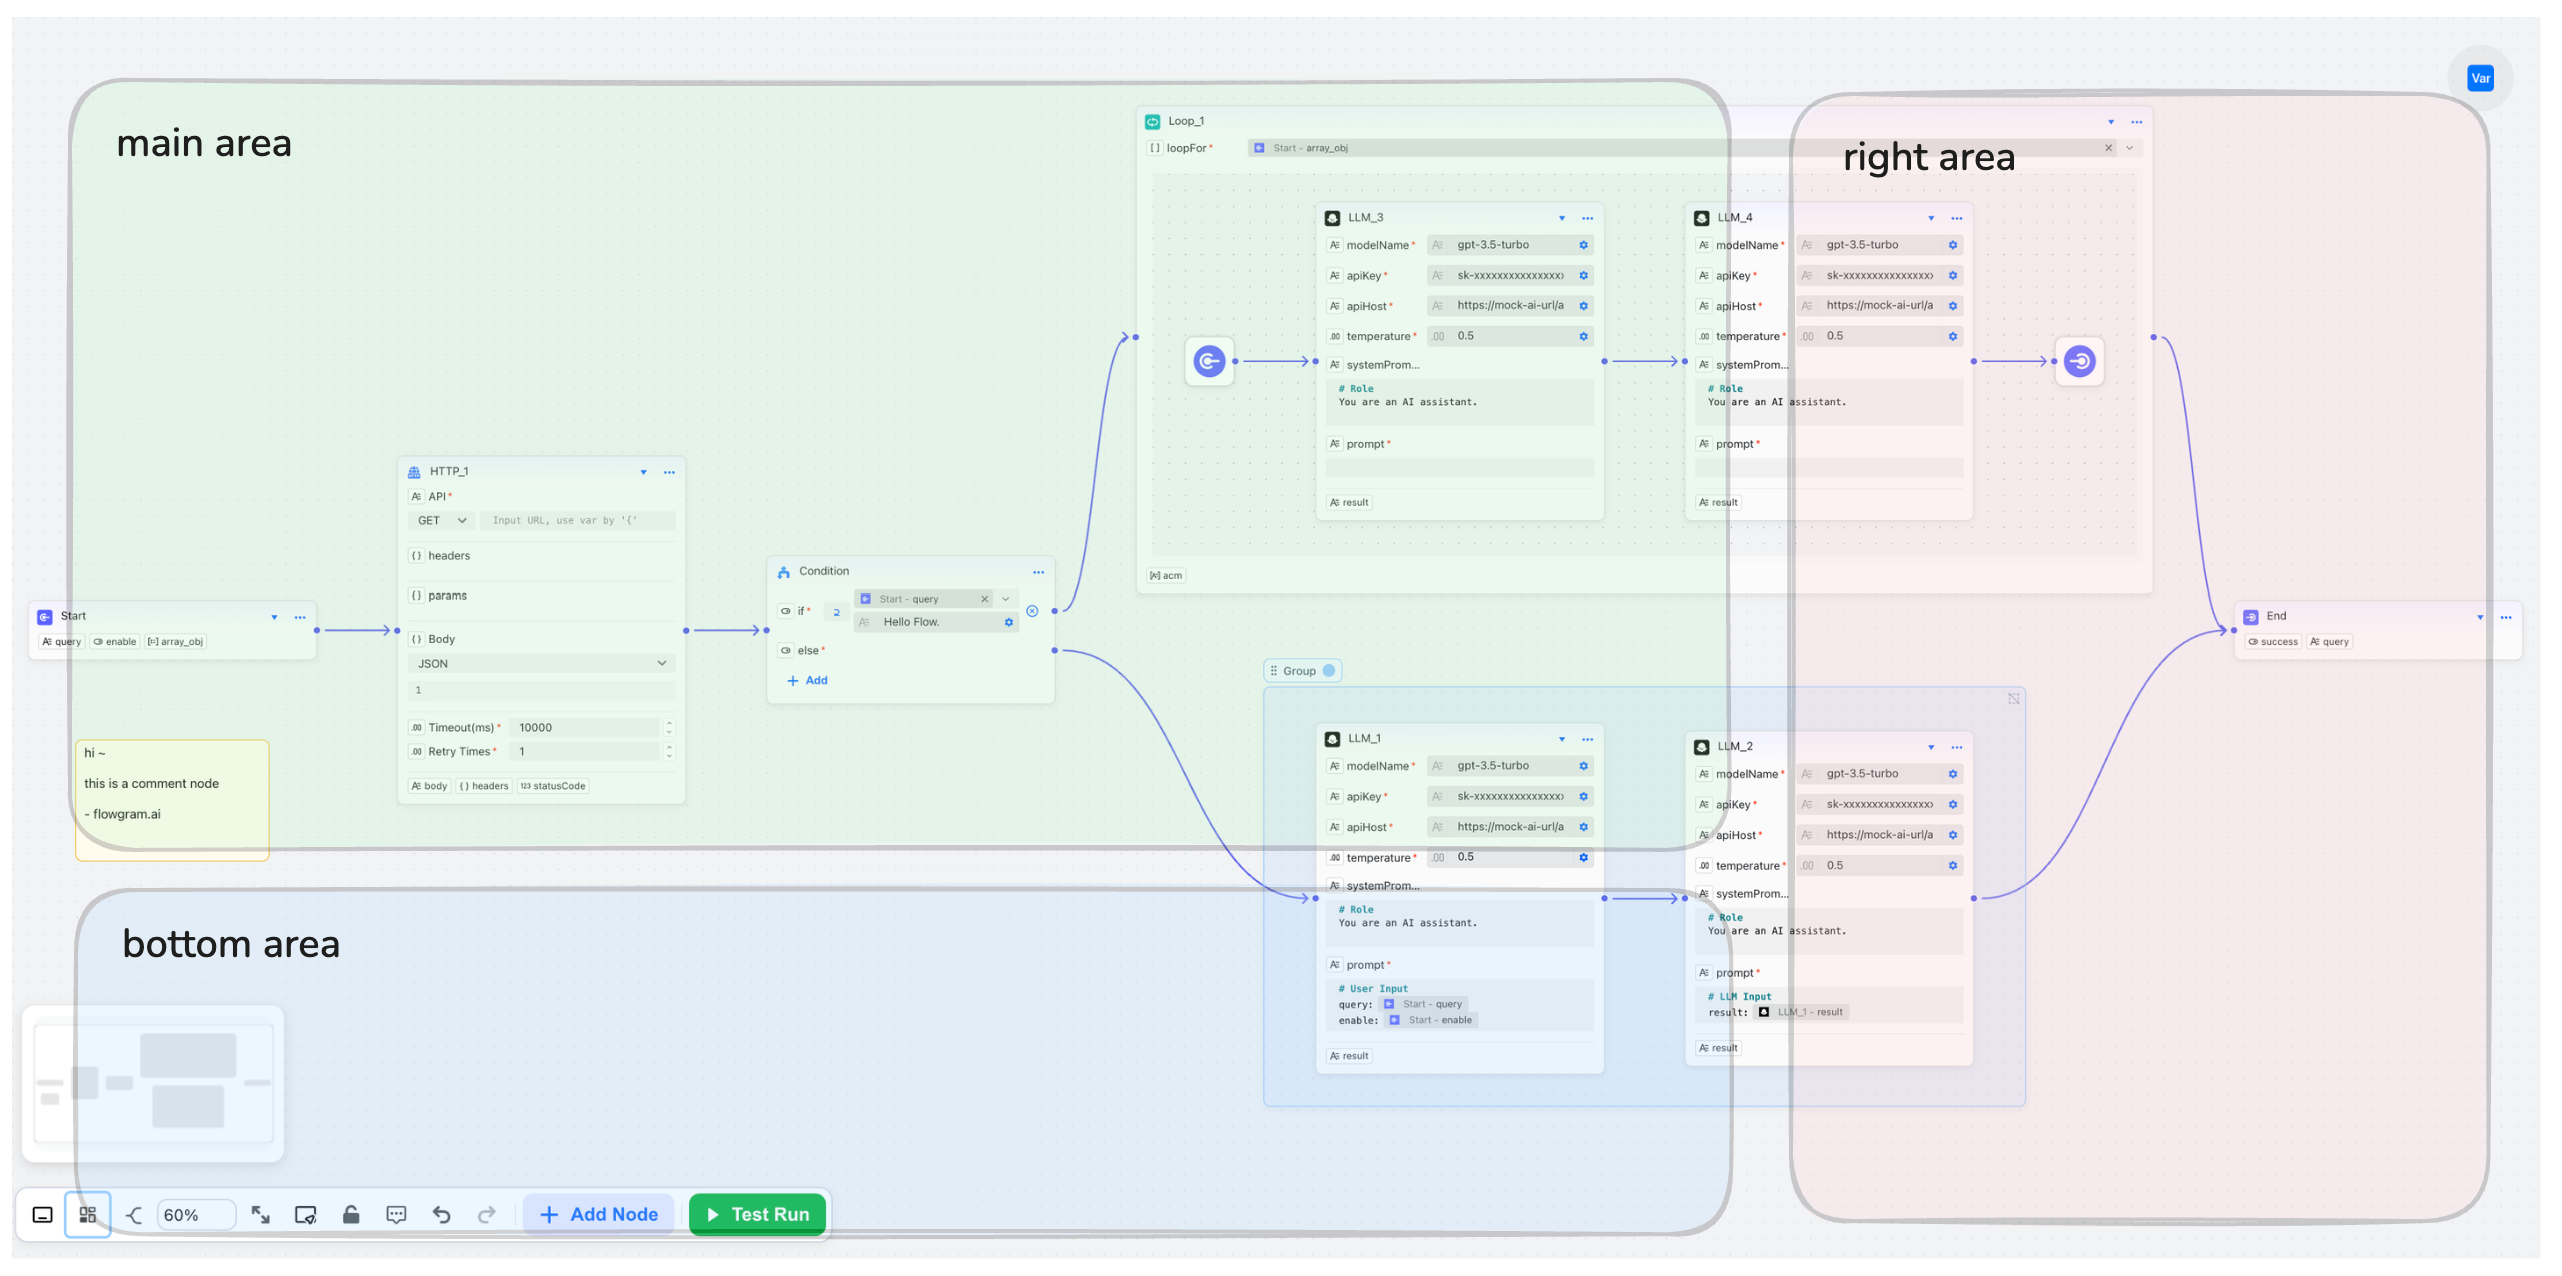 Var
main area
right area
Loop_1
loopFor*
Start - array_obj
LLM_3
modelName* gpt-3.5-turbo
apiKey* sk-xxxxxxxxxxxxxxx
apiHost* https://mock-ai-url/a
temperature* 0.5
systemProm...
# Role
You are an AI assistant.
prompt*
result
LLM_4
modelName* gpt-3.5-turbo
apiKey* sk-xxxxxxxxxxxxxxx
apiHost* https://mock-ai-url/a
temperature* 0.5
systemProm...
# Role
You are an AI assistant.
prompt*
result
acm
HTTP_1
API*
GET Input URL, use var by '{'
headers
params
Body
JSON
1
Timeout(ms)* 10000
Retry Times* 1
body headers 123 statusCode
Condition
if* Start - query
Hello Flow.
else*
+ Add
Start
query enable array_obj
End
success query
hi ~
this is a comment node
- flowgram.ai
Group
LLM_1
modelName* gpt-3.5-turbo
apiKey* sk-xxxxxxxxxxxxxxx
apiHost* https://mock-ai-url/a
temperature* .00 0.5
systemProm...
# Role
You are an AI assistant.
prompt*
# User Input
query: Start - query
enable: Start - enable
result
LLM_2
modelName* gpt-3.5-turbo
apiKey* sk-xxxxxxxxxxxxxxx
apiHost* https://mock-ai-url/a
temperature* .00 0.5
systemProm...
# Role
You are an AI assistant.
prompt*
# LLM Input
result: LLM_1 - result
result
bottom area
60%
+ Add Node
Test Run